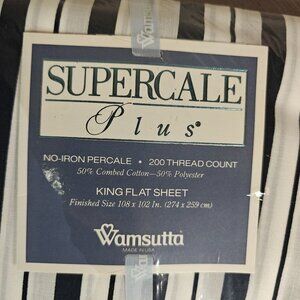 Wamsutta
SUPERCALE
Plus®
NO-IRON PERCALE • 200 THREAD COUNT
50% Combed Cotton—50% Polyester
KING FLAT SHEET
Finished Size 108 x 102 In. (274 x 259 cm)
Wamsutta
MADE IN USA